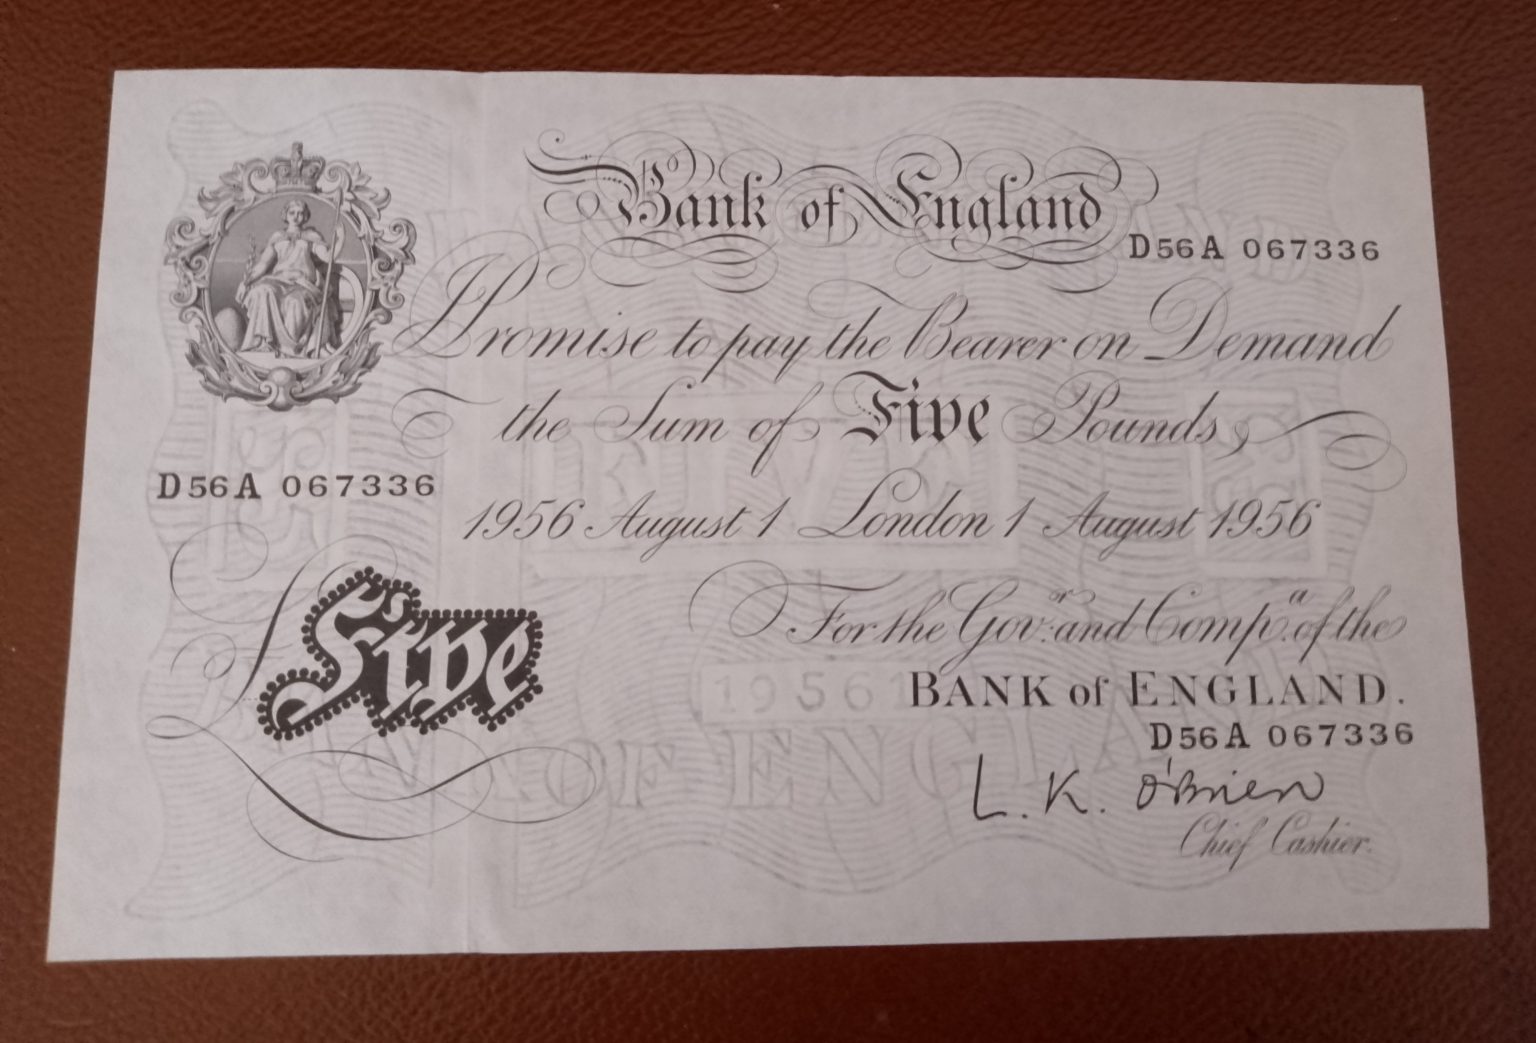 Bank of England
D56A 067336
I Promise to pay the Bearer on Demand
the Sum of Five Pounds,
D56A 067336
1956 August 1 London 1 August 1956
For the Govr. and Compa. of the
£Five
1956
BANK of ENGLAND.
D56A 067336
L. K. O'Brien
Chief Cashier.